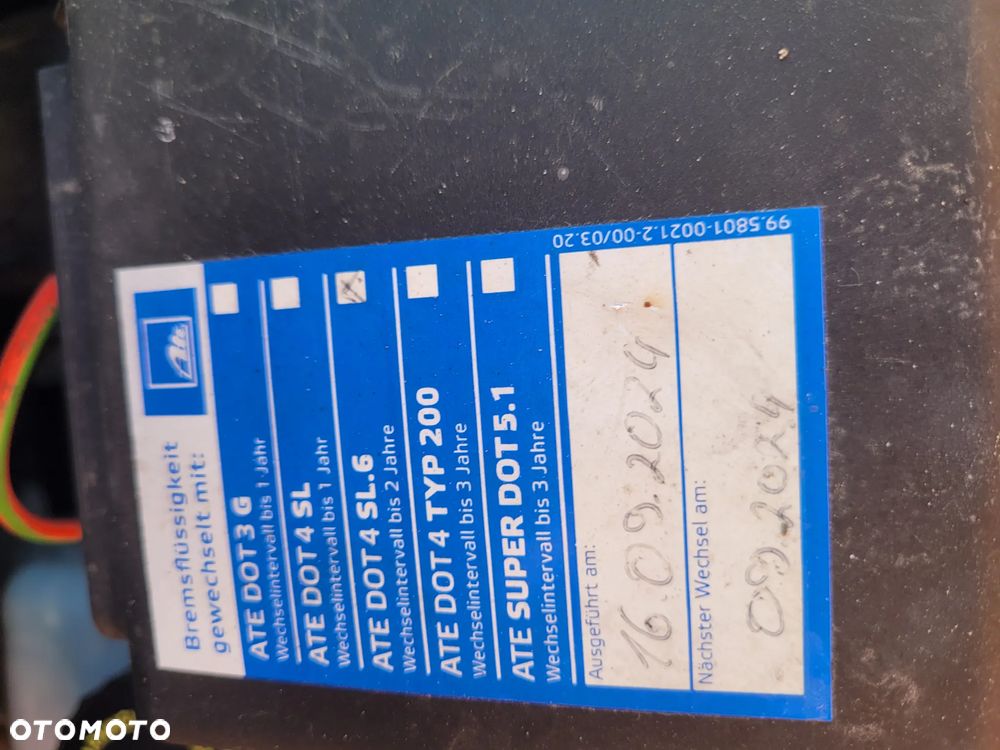 Bremsflüssigkeit
gewechselt mit:
Ate
ATE DOT 3 G
Wechselintervall bis 1 Jahr
ATE DOT 4 SL
Wechselintervall bis 1 Jahr
ATE DOT 4 SL.6
Wechselintervall bis 2 Jahre
ATE DOT 4 TYP 200
Wechselintervall bis 3 Jahre
ATE SUPER DOT 5.1
Wechselintervall bis 3 Jahre
Ausgeführt am:
16.09.2024
Nächster Wechsel am:
09.2024
99.5801-0021.2-00/03.20
OTOMOTO